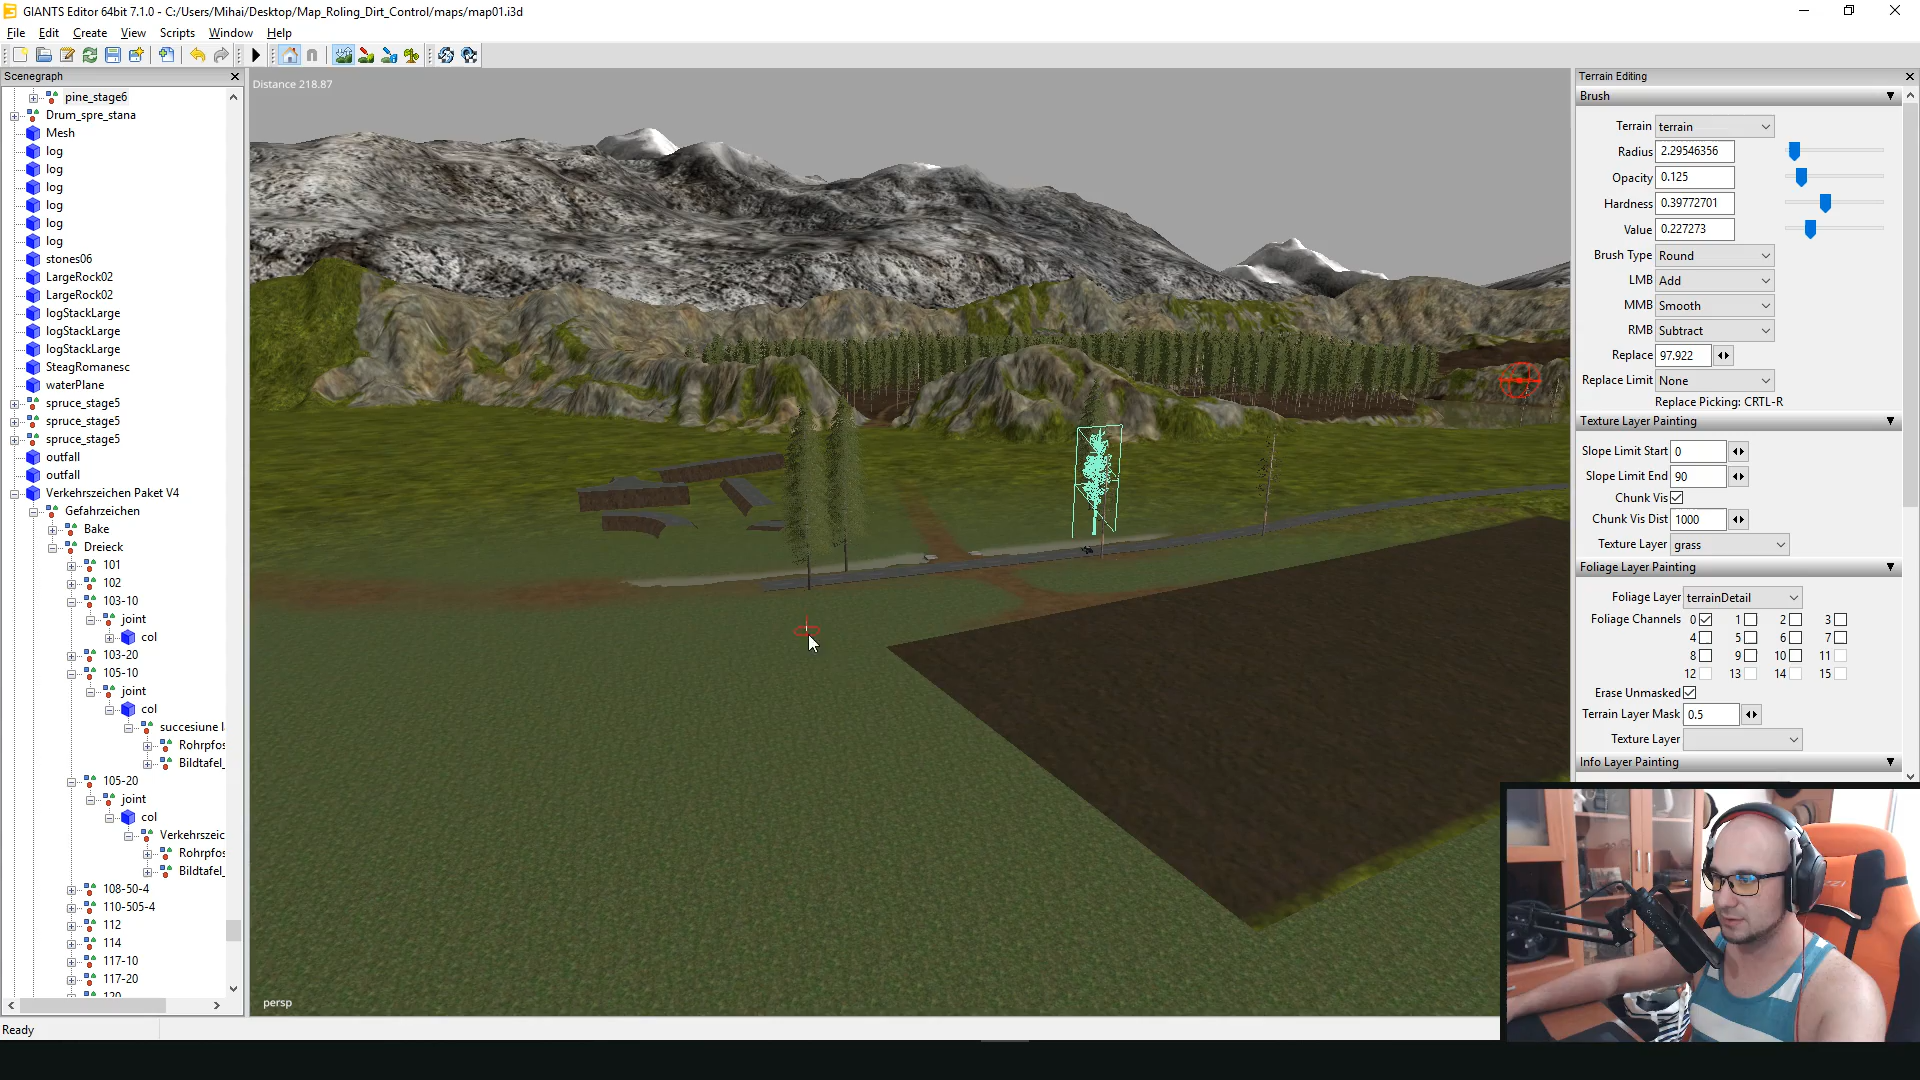 GIANTS Editor 64bit 7.1.0 - C:/Users/Mihai/Desktop/Map_Roling_Dirt_Control/maps/map01.i3d
File Edit Create View Scripts Window Help
Scenegraph
pine_stage6
Drum_spre_stana
Mesh
log
log
log
log
log
log
stones06
LargeRock02
LargeRock02
logStackLarge
logStackLarge
logStackLarge
SteagRomanesc
waterPlane
spruce_stage5
spruce_stage5
spruce_stage5
outfall
outfall
Verkehrszeichen Paket V4
Gefahrzeichen
Bake
Dreieck
101
102
103-10
joint
col
103-20
105-10
joint
col
succesiune l
Rohrpfos
Bildtafel_
105-20
joint
col
Verkehrszeic
Rohrpfos
Bildtafel_
108-50-4
110-505-4
112
114
117-10
117-20
120
Ready
Distance 218.87
persp
Terrain Editing
Brush
Terrain terrain
Radius 2.29546356
Opacity 0.125
Hardness 0.39772701
Value 0.227273
Brush Type Round
LMB Add
MMB Smooth
RMB Subtract
Replace 97.922
Replace Limit None
Replace Picking: CRTL-R
Texture Layer Painting
Slope Limit Start 0
Slope Limit End 90
Chunk Vis
Chunk Vis Dist 1000
Texture Layer grass
Foliage Layer Painting
Foliage Layer terrainDetail
Foliage Channels 0 1 2 3
4 5 6 7
8 9 10 11
12 13 14 15
Erase Unmasked
Terrain Layer Mask 0.5
Texture Layer
Info Layer Painting